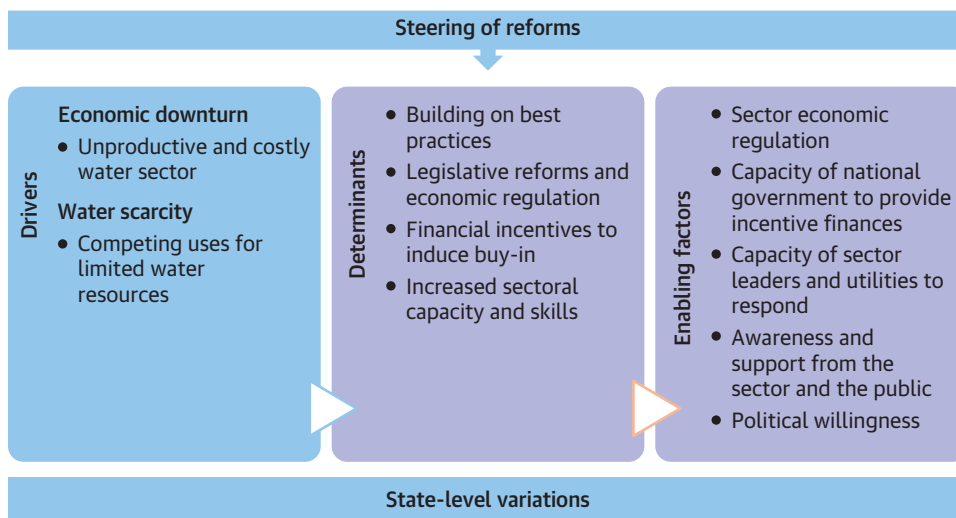 Steering of reforms
Drivers
Economic downturn
• Unproductive and costly
water sector
Water scarcity
• Competing uses for
limited water
resources
Determinants
• Building on best
practices
• Legislative reforms and
economic regulation
• Financial incentives to
induce buy-in
• Increased sectoral
capacity and skills
Enabling factors
• Sector economic
regulation
• Capacity of national
government to provide
incentive finances
• Capacity of sector
leaders and utilities to
respond
• Awareness and
support from the
sector and the public
• Political willingness
State-level variations